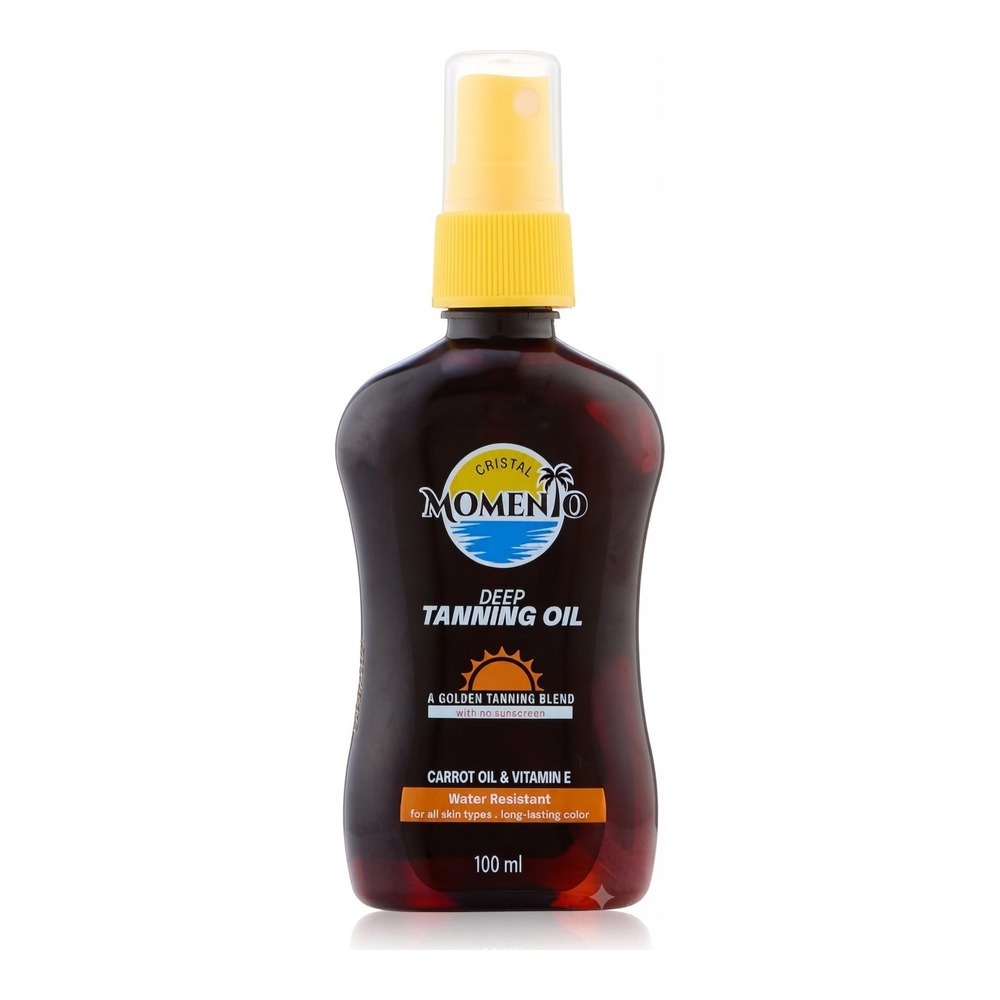 CRISTAL
MOMENTO
DEEP
TANNING OIL
A GOLDEN TANNING BLEND
with no sunscreen
CARROT OIL & VITAMIN E
Water Resistant
for all skin types . long-lasting color
100 ml